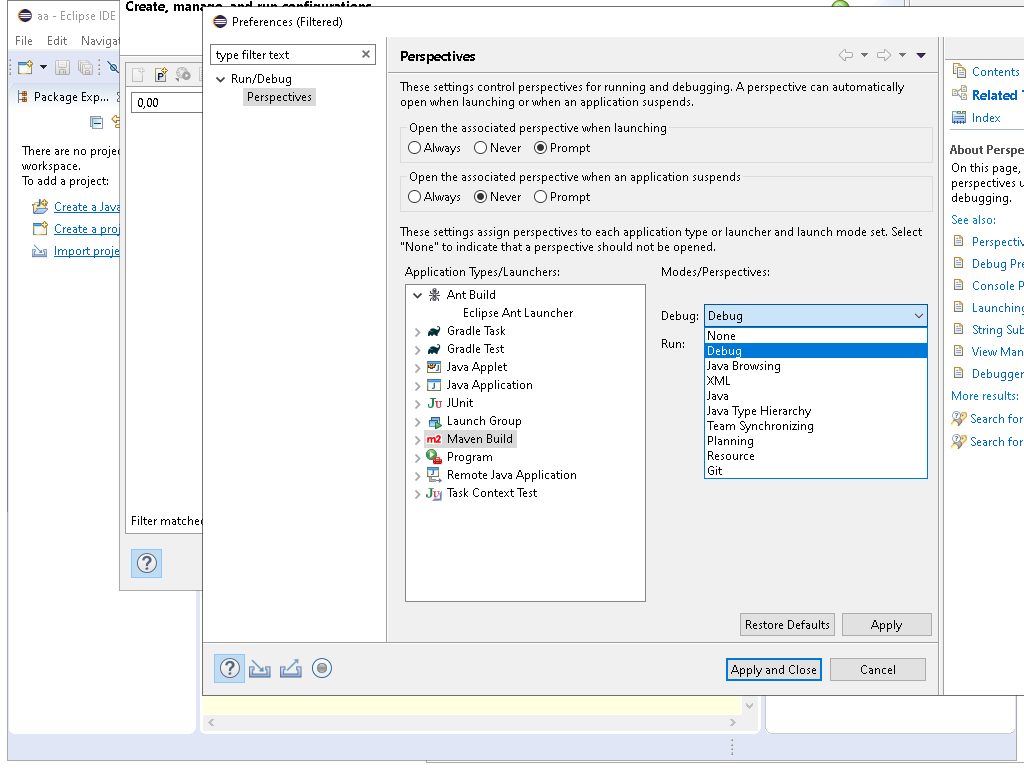 aa - Eclipse IDE
File Edit Navigat
Package Exp...
There are no proje
workspace.
To add a project:
Create a Java
Create a proj
Import proje
Create, manage, and run configurations
P
0,00
Filter matched
Preferences (Filtered)
type filter text
Run/Debug
Perspectives
Perspectives
These settings control perspectives for running and debugging. A perspective can automatically
open when launching or when an application suspends.
Open the associated perspective when launching
Always Never Prompt
Open the associated perspective when an application suspends
Always Never Prompt
These settings assign perspectives to each application type or launcher and launch mode set. Select
"None" to indicate that a perspective should not be opened.
Application Types/Launchers:
Ant Build
Eclipse Ant Launcher
Gradle Task
Gradle Test
Java Applet
Java Application
JU JUnit
Launch Group
m2 Maven Build
Program
Remote Java Application
Ju Task Context Test
Modes/Perspectives:
Debug: Debug
Run:
None
Debug
Java Browsing
XML
Java
Java Type Hierarchy
Team Synchronizing
Planning
Resource
Git
Restore Defaults Apply
Apply and Close Cancel
Contents
Related T
Index
About Perspe
On this page,
perspectives u
debugging.
See also:
Perspectiv
Debug Pre
Console P
Launching
String Sub
View Man
Debugger
More results:
Search for
Search for